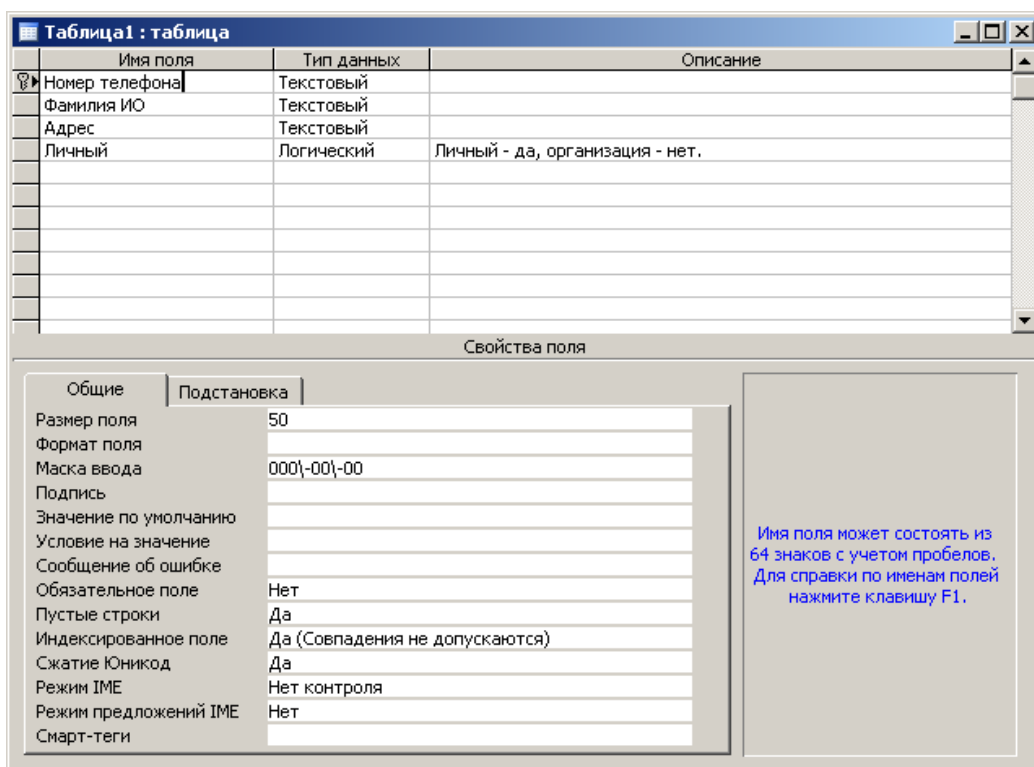 Таблица1 : таблица
Имя поля Тип данных Описание
Номер телефона Текстовый
Фамилия ИО Текстовый
Адрес Текстовый
Личный Логический Личный - да, организация - нет.
Свойства поля
Общие Подстановка
Размер поля 50
Формат поля
Маска ввода 000\-00\-00
Подпись
Значение по умолчанию
Условие на значение
Сообщение об ошибке
Обязательное поле Нет
Пустые строки Да
Индексированное поле Да (Совпадения не допускаются)
Сжатие Юникод Да
Режим IME Нет контроля
Режим предложений IME Нет
Смарт-теги
Имя поля может состоять из
64 знаков с учетом пробелов.
Для справки по именам полей
нажмите клавишу F1.